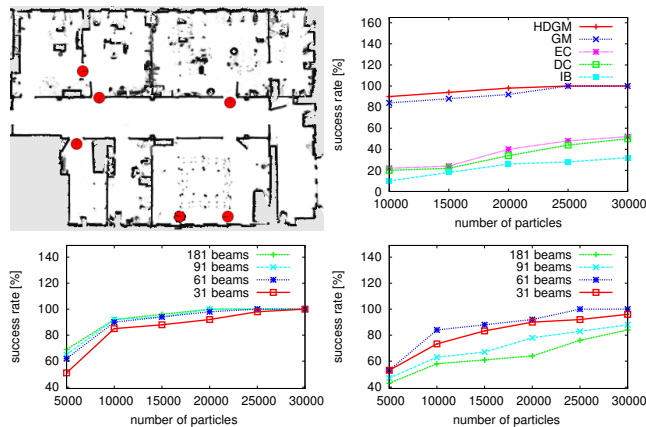 160
140
120
100
80
60
40
20
0
success rate [%]
HDGM
GM
EC
DC
IB
10000 15000 20000 25000 30000
number of particles
140
120
100
80
60
40
success rate [%]
181 beams
91 beams
61 beams
31 beams
5000 10000 15000 20000 25000 30000
number of particles
140
120
100
80
60
40
success rate [%]
181 beams
91 beams
61 beams
31 beams
5000 10000 15000 20000 25000 30000
number of particles